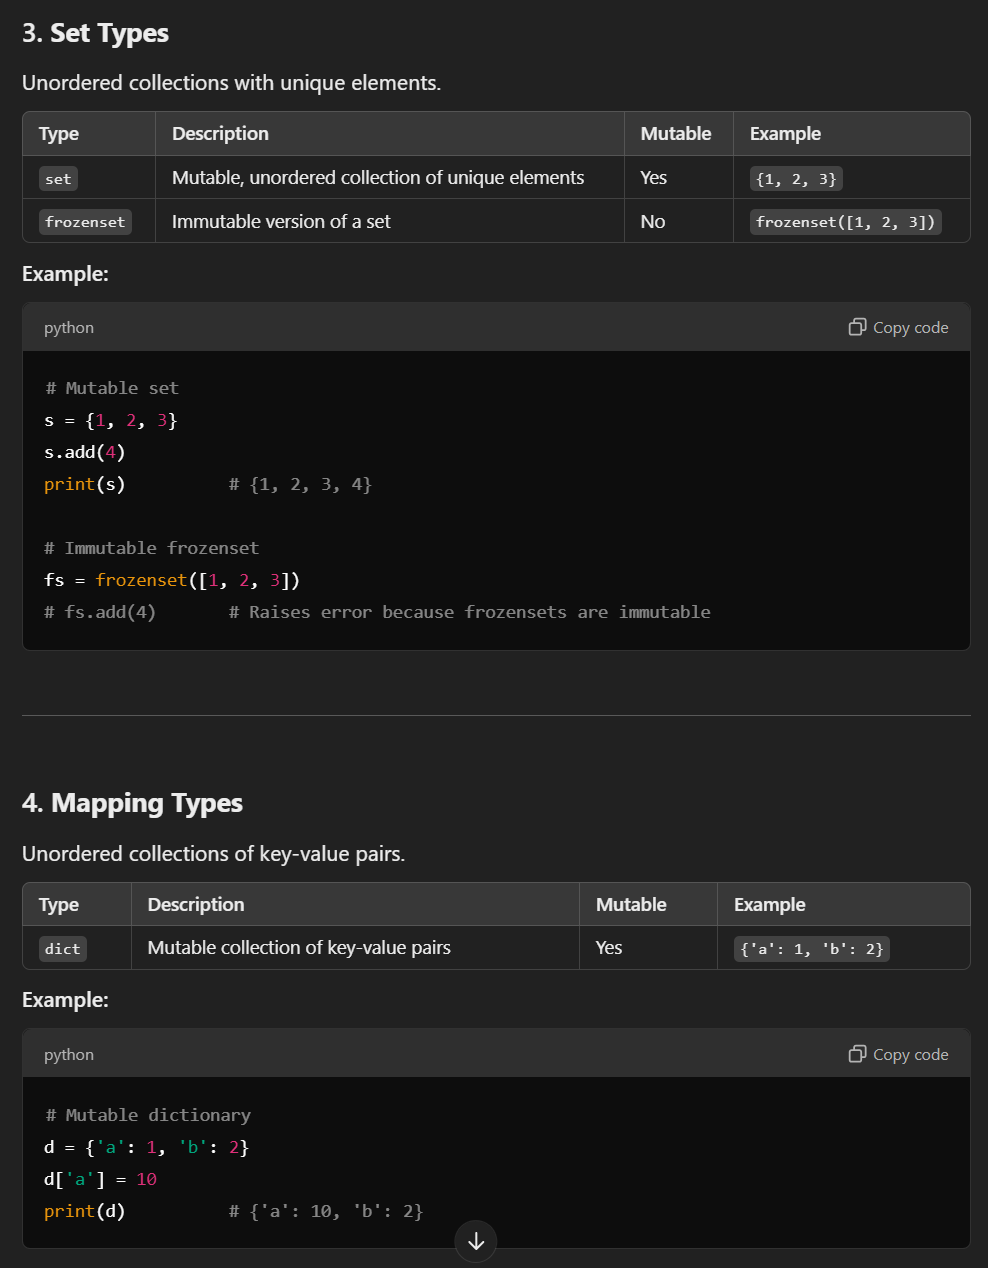 3. Set Types
Unordered collections with unique elements.
Type Description Mutable Example
set Mutable, unordered collection of unique elements Yes {1, 2, 3}
frozenset Immutable version of a set No frozenset([1, 2, 3])
Example:
python Copy code
# Mutable set
s = {1, 2, 3}
s.add(4)
print(s)          # {1, 2, 3, 4}
# Immutable frozenset
fs = frozenset([1, 2, 3])
# fs.add(4)       # Raises error because frozensets are immutable
4. Mapping Types
Unordered collections of key-value pairs.
Type Description Mutable Example
dict Mutable collection of key-value pairs Yes {'a': 1, 'b': 2}
Example:
python Copy code
# Mutable dictionary
d = {'a': 1, 'b': 2}
d['a'] = 10
print(d)          # {'a': 10, 'b': 2}